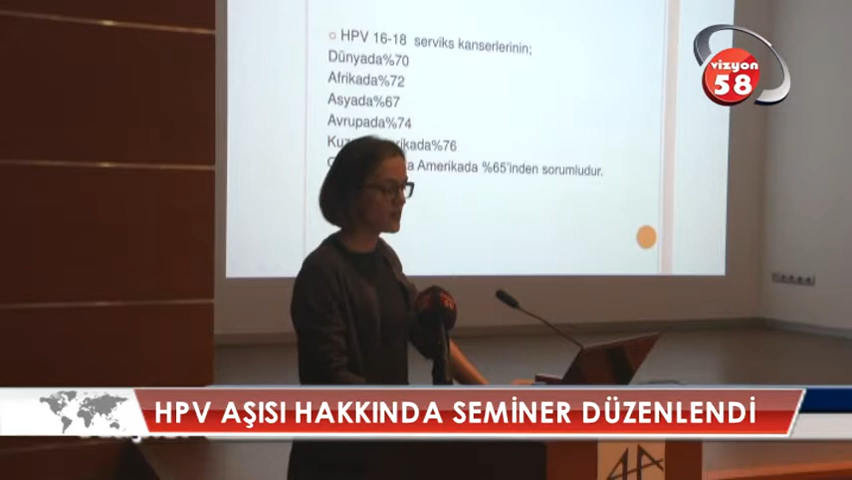 HPV 16-18 serviks kanserlerinin;
Dünyada%70
Afrikada%72
Asyada%67
Avrupada%74
%76
Amerikada %65'inden sorumludur.
vizyon
58
HPV AŞISI HAKKINDA SEMİNER DÜZENLENDİ